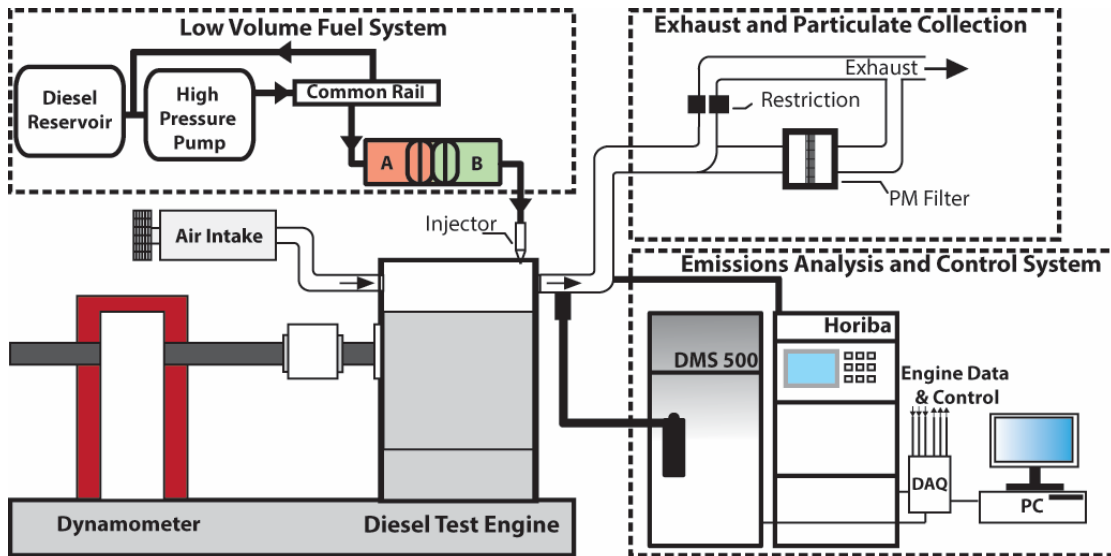 Low Volume Fuel System
Diesel
Reservoir
High
Pressure
Pump
Common Rail
A
B
Injector
Air Intake
Exhaust and Particulate Collection
Exhaust
Restriction
PM Filter
Emissions Analysis and Control System
DMS 500
Horiba
Engine Data
& Control
DAQ
PC
Dynamometer
Diesel Test Engine